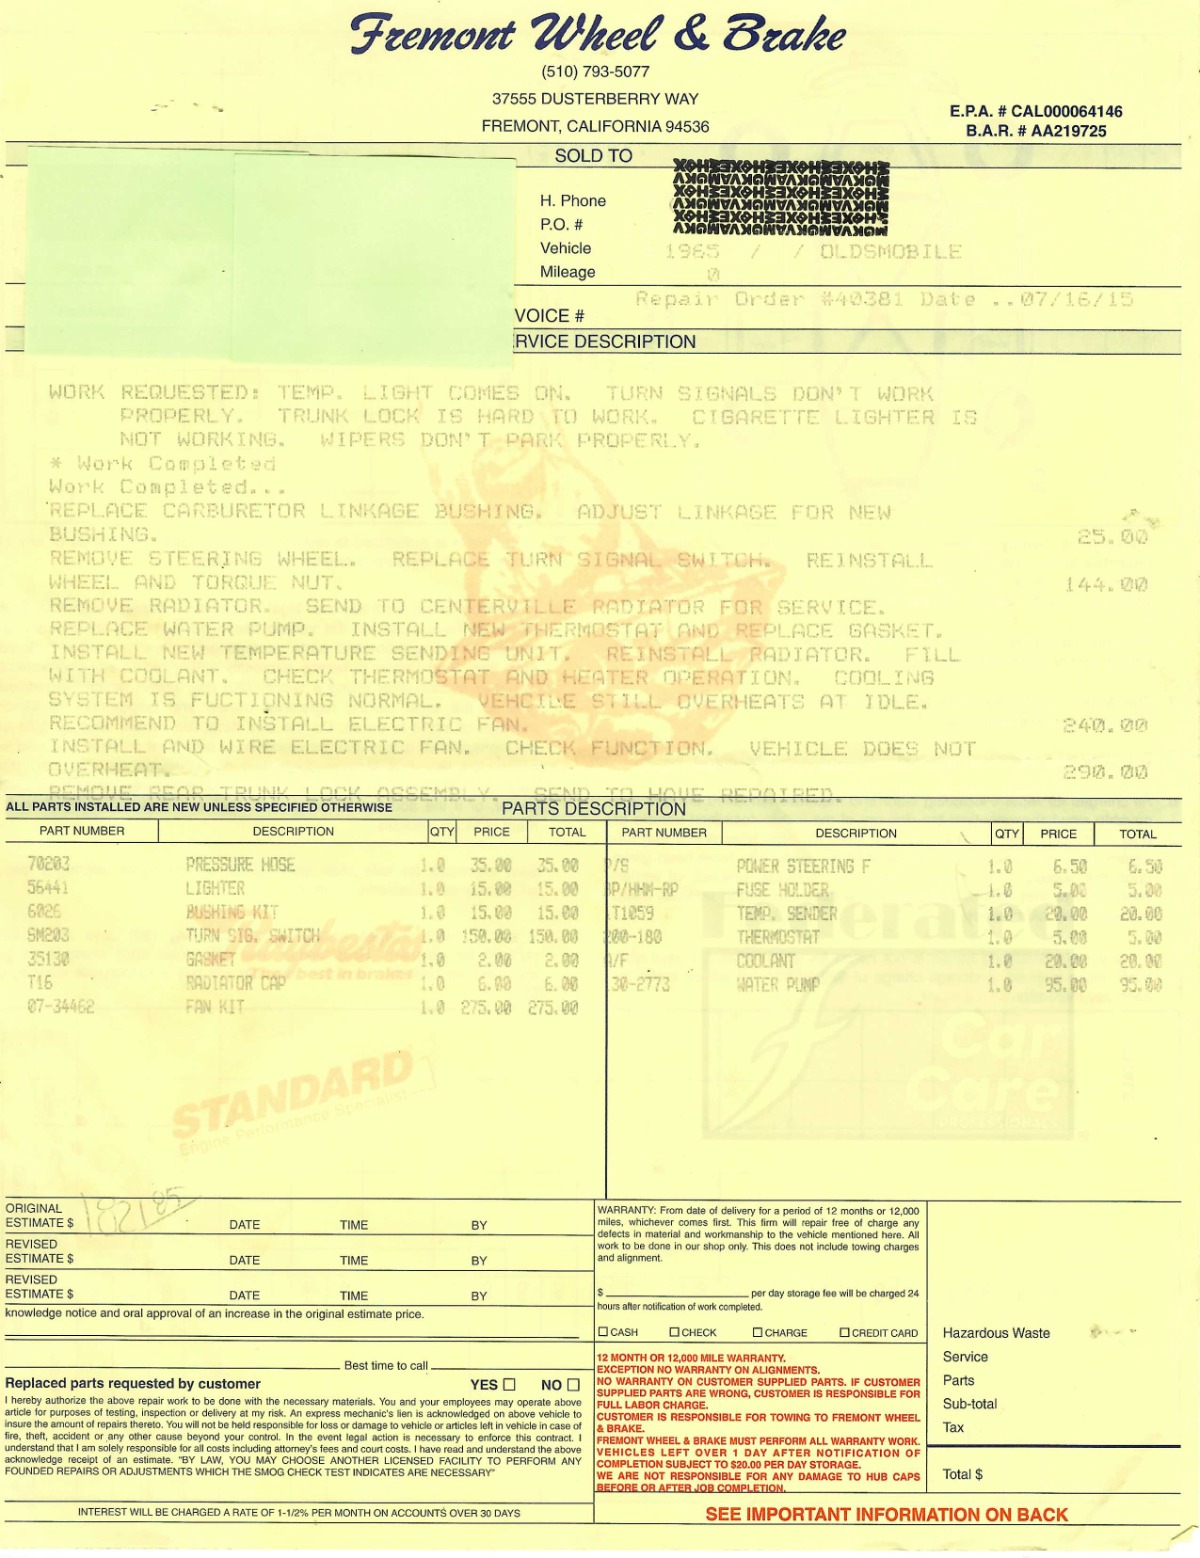 Fremont Wheel & Brake
(510) 793-5077
37555 DUSTERBERRY WAY
FREMONT, CALIFORNIA 94536
E.P.A. # CAL000064146
B.A.R. # AA219725
SOLD TO
H. Phone
P.O. #
Vehicle 1965 / / OLDSMOBILE
Mileage 0
Repair Order #40381 Date ..07/16/15
VOICE #
RVICE DESCRIPTION
WORK REQUESTED: TEMP. LIGHT COMES ON. TURN SIGNALS DON'T WORK
PROPERLY. TRUNK LOCK IS HARD TO WORK. CIGARETTE LIGHTER IS
NOT WORKING. WIPERS DON'T PARK PROPERLY.
* Work Completed
Work Completed...
REPLACE CARBURETOR LINKAGE BUSHING. ADJUST LINKAGE FOR NEW
BUSHING. 25.00
REMOVE STEERING WHEEL. REPLACE TURN SIGNAL SWITCH. REINSTALL
WHEEL AND TORQUE NUT. 144.00
REMOVE RADIATOR. SEND TO CENTERVILLE RADIATOR FOR SERVICE.
REPLACE WATER PUMP. INSTALL NEW THERMOSTAT AND REPLACE GASKET.
INSTALL NEW TEMPERATURE SENDING UNIT. REINSTALL RADIATOR. FILL
WITH COOLANT. CHECK THERMOSTAT AND HEATER OPERATION. COOLING
SYSTEM IS FUCTIONING NORMAL. VEHCILE STILL OVERHEATS AT IDLE.
RECOMMEND TO INSTALL ELECTRIC FAN. 240.00
INSTALL AND WIRE ELECTRIC FAN. CHECK FUNCTION. VEHICLE DOES NOT
OVERHEAT. 290.00
REMOVE REAR TRUNK LOCK ASSEMBLY. SEND TO HAVE REPAIRED.
ALL PARTS INSTALLED ARE NEW UNLESS SPECIFIED OTHERWISE PARTS DESCRIPTION
PART NUMBER DESCRIPTION QTY PRICE TOTAL PART NUMBER DESCRIPTION QTY PRICE TOTAL
70203 PRESSURE HOSE 1.0 35.00 35.00 P/S POWER STEERING F 1.0 6.50 6.50
56441 LIGHTER 1.0 15.00 15.00 BP/HHM-RP FUSE HOLDER 1.0 5.00 5.00
6026 BUSHING KIT 1.0 15.00 15.00 LT1059 TEMP. SENDER 1.0 20.00 20.00
SM203 TURN SIG. SWITCH 1.0 150.00 150.00 200-180 THERMOSTAT 1.0 5.00 5.00
35130 GASKET 1.0 2.00 2.00 A/F COOLANT 1.0 20.00 20.00
T16 RADIATOR CAP 1.0 6.00 6.00 30-2773 WATER PUMP 1.0 95.00 95.00
07-34462 FAN KIT 1.0 275.00 275.00
Federated
Raybestos
The best in brakes
Car
Care
PROFESSIONALS
STANDARD
Engine Performance Specialist
ORIGINAL
ESTIMATE $ 182185 DATE TIME BY
REVISED
ESTIMATE $ DATE TIME BY
REVISED
ESTIMATE $ DATE TIME BY
knowledge notice and oral approval of an increase in the original estimate price.
Best time to call
Replaced parts requested by customer YES NO
I hereby authorize the above repair work to be done with the necessary materials. You and your employees may operate above
article for purposes of testing, inspection or delivery at my risk. An express mechanic's lien is acknowledged on above vehicle to
insure the amount of repairs thereto. You will not be held responsible for loss or damage to vehicle or articles left in vehicle in case of
fire, theft, accident or any other cause beyond your control. In the event legal action is necessary to enforce this contract. I
understand that I am solely responsible for all costs including attorney's fees and court costs. I have read and understand the above
acknowledge receipt of an estimate. "BY LAW, YOU MAY CHOOSE ANOTHER LICENSED FACILITY TO PERFORM ANY
FOUNDED REPAIRS OR ADJUSTMENTS WHICH THE SMOG CHECK TEST INDICATES ARE NECESSARY"
INTEREST WILL BE CHARGED A RATE OF 1-1/2% PER MONTH ON ACCOUNTS OVER 30 DAYS
WARRANTY: From date of delivery for a period of 12 months or 12,000
miles, whichever comes first. This firm will repair free of charge any
defects in material and workmanship to the vehicle mentioned here. All
work to be done in our shop only. This does not include towing charges
and alignment.
$ per day storage fee will be charged 24
hours after notification of work completed.
CASH CHECK CHARGE CREDIT CARD
12 MONTH OR 12,000 MILE WARRANTY.
EXCEPTION NO WARRANTY ON ALIGNMENTS.
NO WARRANTY ON CUSTOMER SUPPLIED PARTS. IF CUSTOMER
SUPPLIED PARTS ARE WRONG, CUSTOMER IS RESPONSIBLE FOR
FULL LABOR CHARGE.
CUSTOMER IS RESPONSIBLE FOR TOWING TO FREMONT WHEEL
& BRAKE.
FREMONT WHEEL & BRAKE MUST PERFORM ALL WARRANTY WORK.
VEHICLES LEFT OVER 1 DAY AFTER NOTIFICATION OF
COMPLETION SUBJECT TO $20.00 PER DAY STORAGE.
WE ARE NOT RESPONSIBLE FOR ANY DAMAGE TO HUB CAPS
BEFORE OR AFTER JOB COMPLETION.
Hazardous Waste
Service
Parts
Sub-total
Tax
Total $
SEE IMPORTANT INFORMATION ON BACK